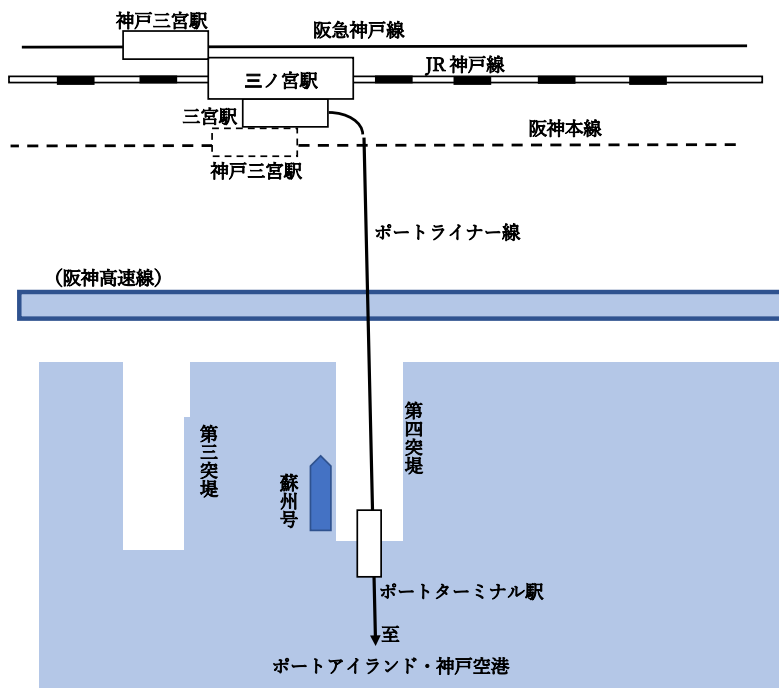 神戸三宮駅
阪急神戸線
JR 神戸線
三ノ宮駅
三宮駅
阪神本線
神戸三宮駅
ポートライナー線
(阪神高速線)
第三突堤
第四突堤
蘇州号
ポートターミナル駅
至
ポートアイランド・神戸空港